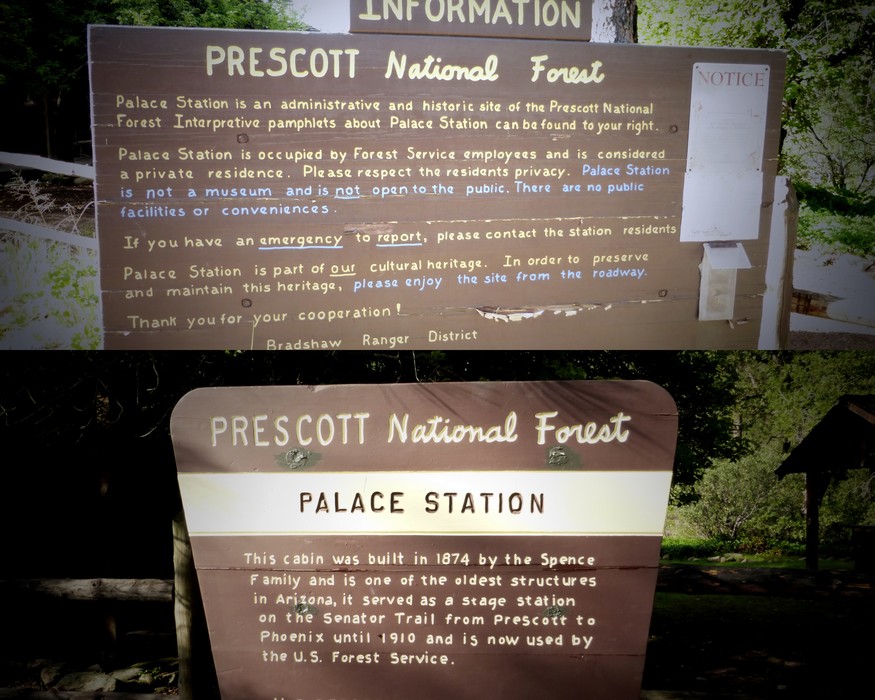 INFORMATION
PRESCOTT National Forest
NOTICE
Palace Station is an administrative and historic site of the Prescott National
Forest Interpretive pamphlets about Palace Station can be found to your right.
Palace Station is occupied by Forest Service employees and is considered
a private residence. Please respect the residents privacy. Palace Station
is not a museum and is not open to the public. There are no public
facilities or conveniences.
If you have an emergency to report, please contact the station residents
Palace Station is part of our cultural heritage. In order to preserve
and maintain this heritage, please enjoy the site from the roadway.
Thank you for your cooperation!
Bradshaw Ranger District
PRESCOTT National Forest
PALACE STATION
This cabin was built in 1874 by the Spence
Family and is one of the oldest structures
in Arizona, it served as a stage station
on the Senator Trail from Prescott to
Phoenix until 1910 and is now used by
the U.S. Forest Service.